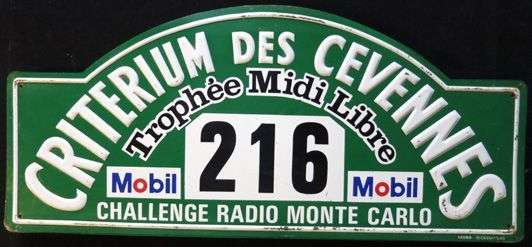 CRITERIUM DES CEVENNES
Trophée Midi Libre
216
Mobil Mobil
CHALLENGE RADIO MONTE CARLO